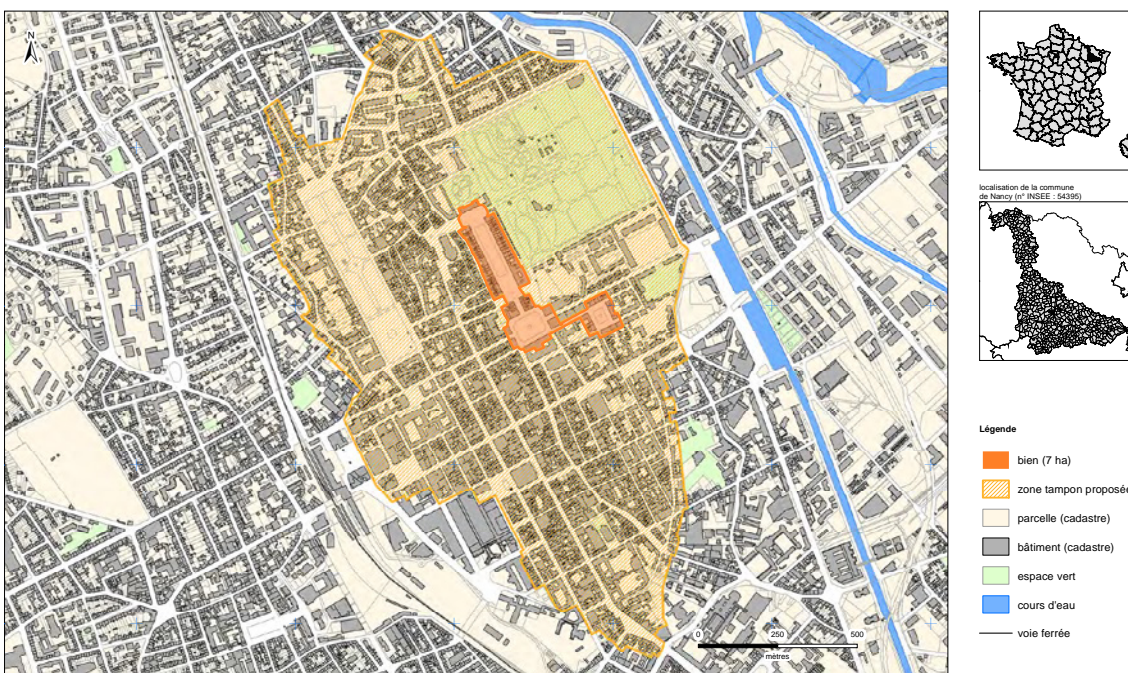 N
localisation de la commune
de Nancy (n° INSEE : 54395)
Légende
bien (7 ha)
zone tampon proposée
parcelle (cadastre)
bâtiment (cadastre)
espace vert
cours d'eau
voie ferrée
0 250 500
mètres